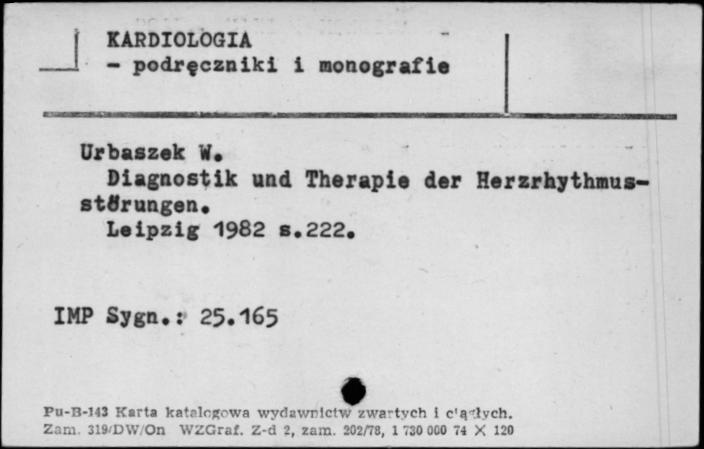 KARDIOLOGIA
- podręczniki i monografie
Urbaszek W.
Diagnostik und Therapie der Herzrhythmus-
störungen.
Leipzig 1982 s.222.
IMP Sygn.: 25.165
Pu-B-143 Karta katalogowa wydawnictw zwartych i ciągłych.
Zam. 319/DW/On WZGraf. Z-d 2, zam. 202/78, 1 730 000 74 X 120